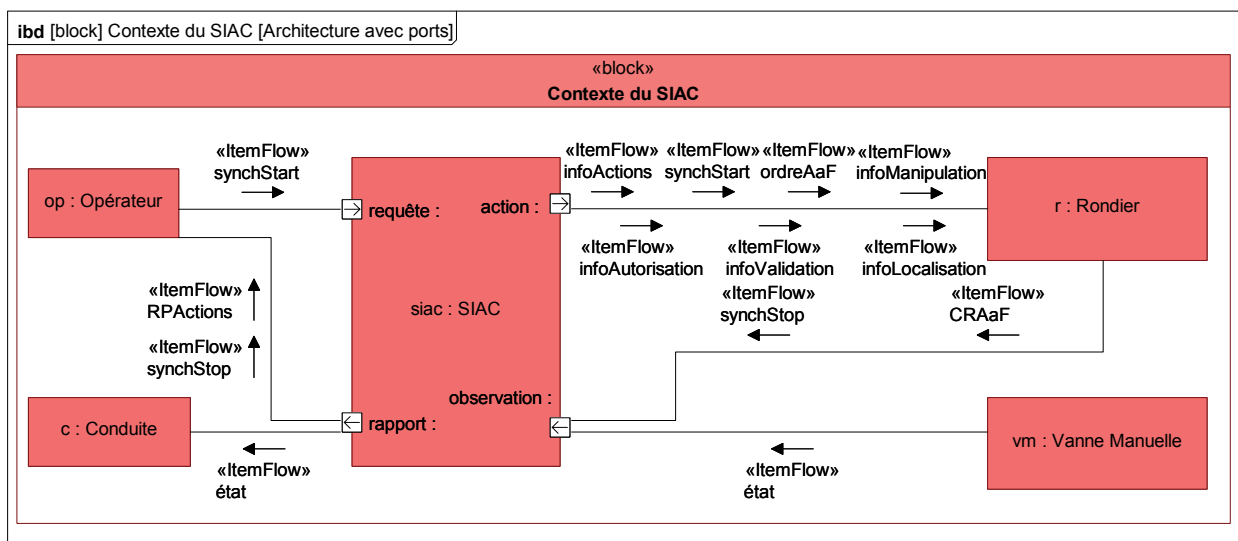 ibd [block] Contexte du SIAC [Architecture avec ports]
«block»
Contexte du SIAC
«ItemFlow»
synchStart
op : Opérateur
requête :
«ItemFlow»
RPActions
«ItemFlow»
synchStop
siac : SIAC
action :
«ItemFlow» «ItemFlow» «ItemFlow» «ItemFlow»
infoActions synchStart ordreAaF infoManipulation
r : Rondier
«ItemFlow» «ItemFlow» «ItemFlow»
infoAutorisation infoValidation infoLocalisation
«ItemFlow» «ItemFlow»
synchStop CRAaF
observation :
rapport :
c : Conduite
«ItemFlow»
état
vm : Vanne Manuelle
«ItemFlow»
état